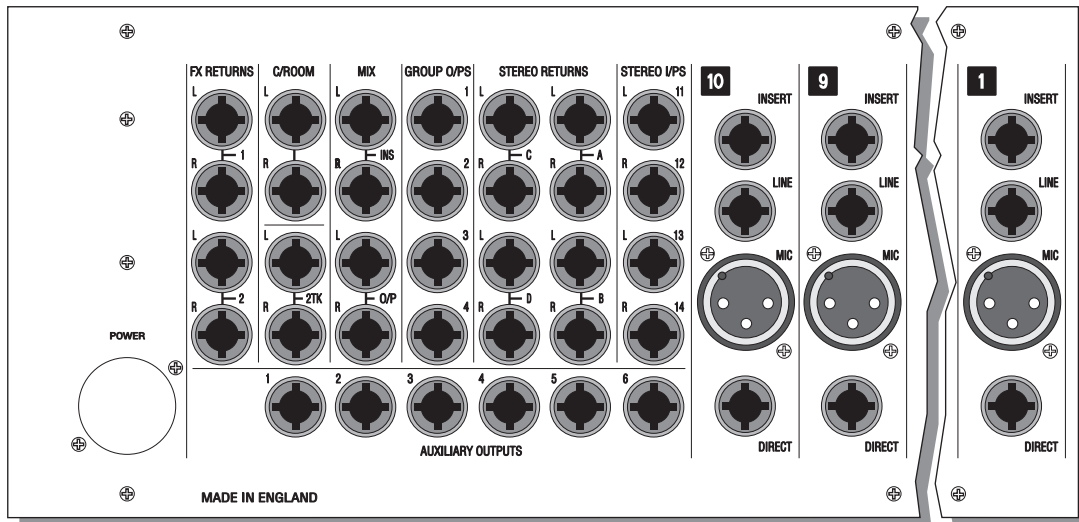 FX RETURNS C/ROOM MIX GROUP O/PS STEREO RETURNS STEREO I/PS 10 9 1
L L L 1 L L L 11 INSERT INSERT INSERT
1 INS C A
R R R 2 R R R 12 LINE LINE LINE
L L L 3 L L L 13 MIC MIC MIC
2 2TK O/P D B
R R R 4 R R R 14
POWER
1 2 3 4 5 6
AUXILIARY OUTPUTS DIRECT DIRECT DIRECT
MADE IN ENGLAND